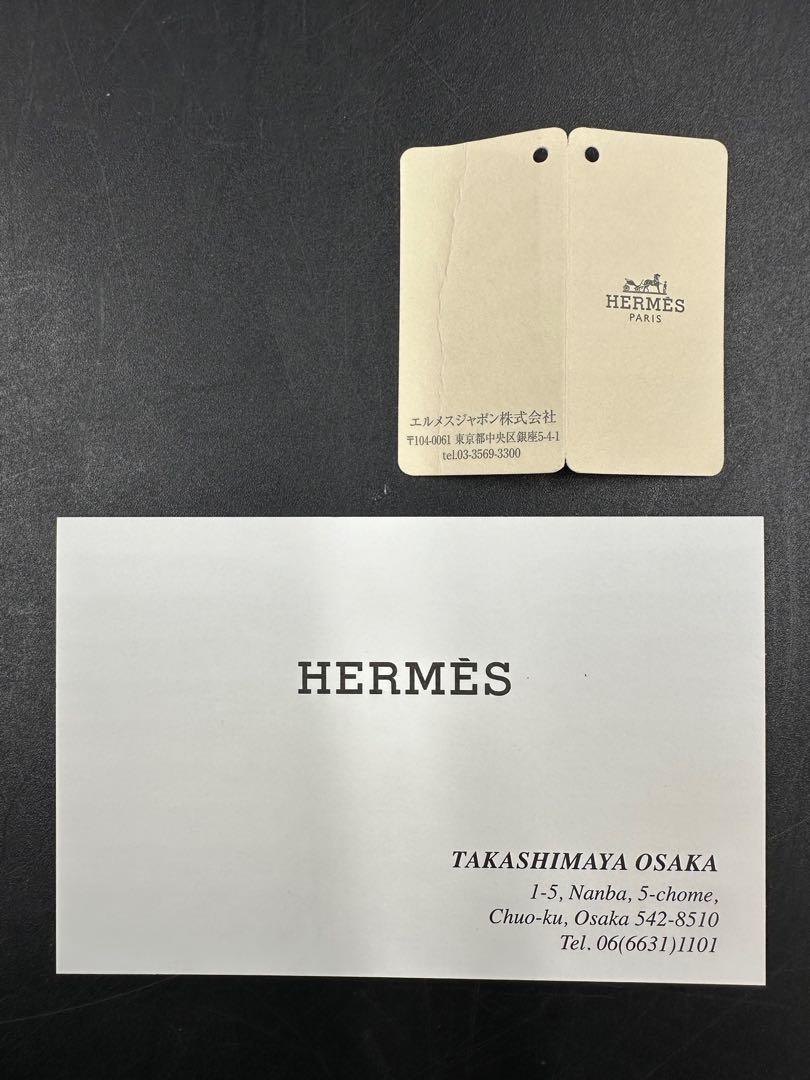 HERMÈS
PARIS
エルメスジャポン株式会社
〒104-0061 東京都中央区銀座5-4-1
tel.03-3569-3300
HERMÈS
TAKASHIMAYA OSAKA
1-5, Nanba, 5-chome,
Chuo-ku, Osaka 542-8510
Tel. 06(6631)1101